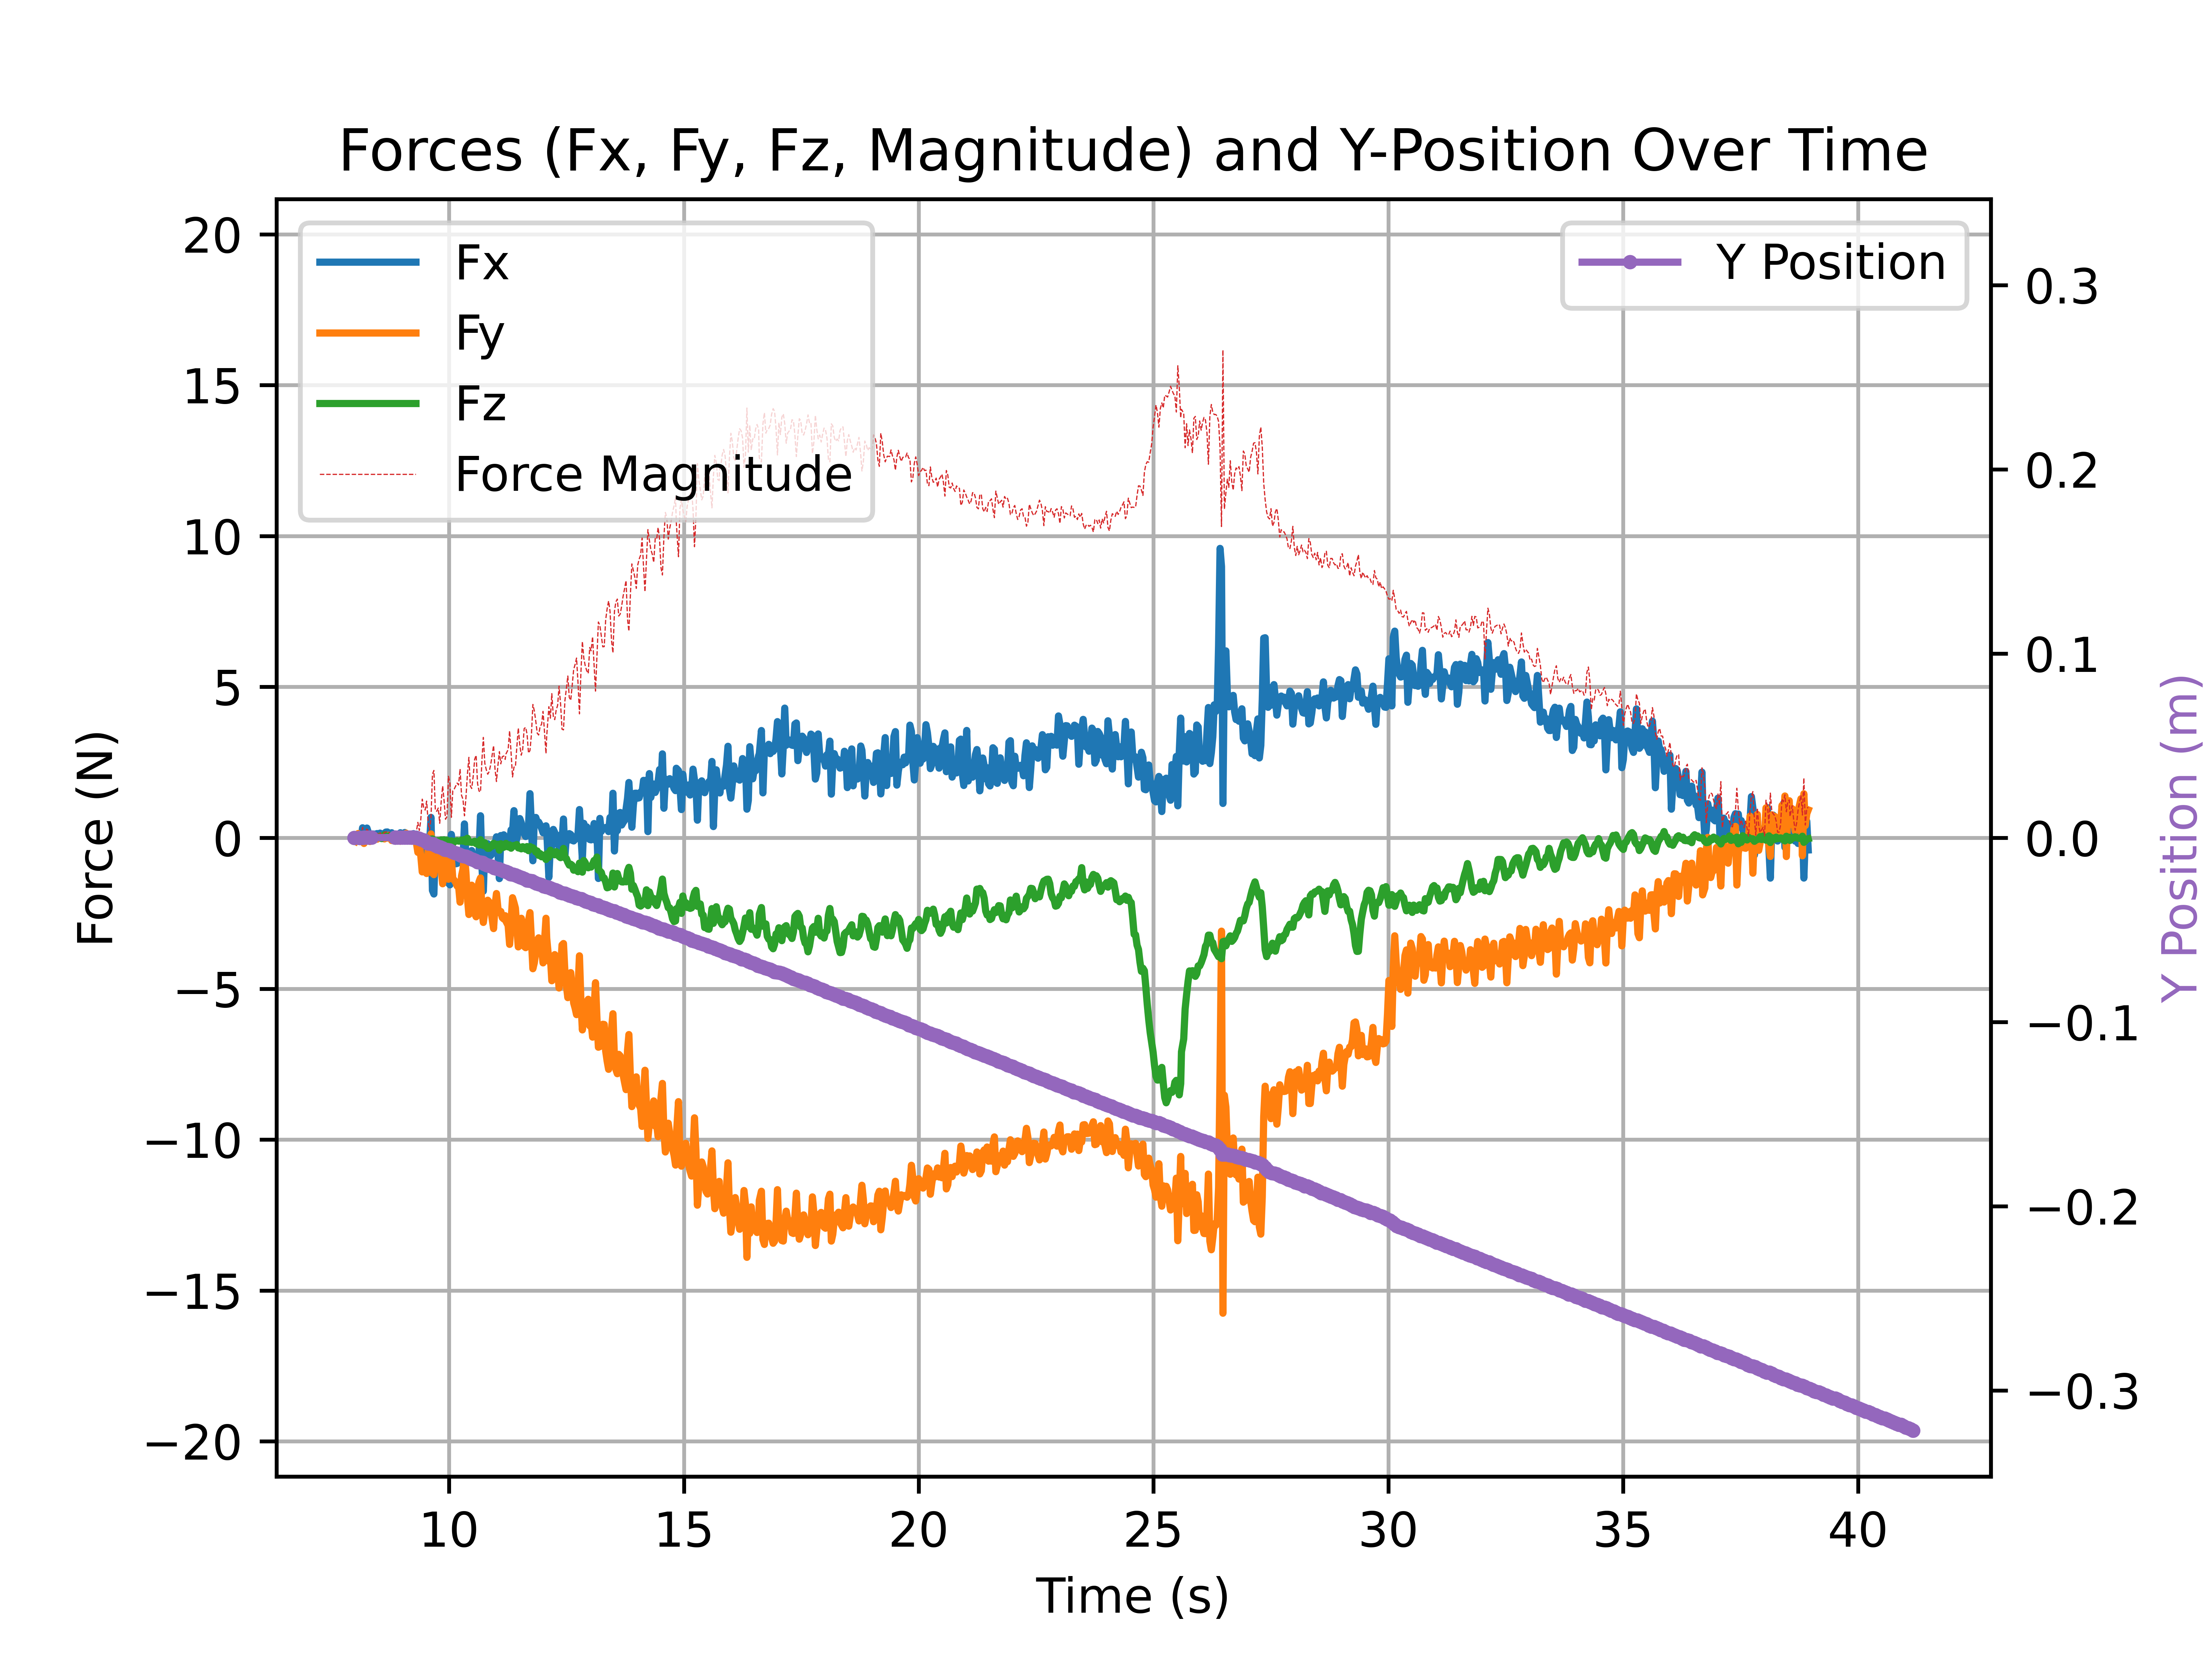 Forces (Fx, Fy, Fz, Magnitude) and Y-Position Over Time
Fx
Fy
Fz
Force Magnitude
Y Position
20
15
10
5
0
−5
−10
−15
−20
Force (N)
0.3
0.2
0.1
0.0
−0.1
−0.2
−0.3
Y Position (m)
10 15 20 25 30 35 40
Time (s)